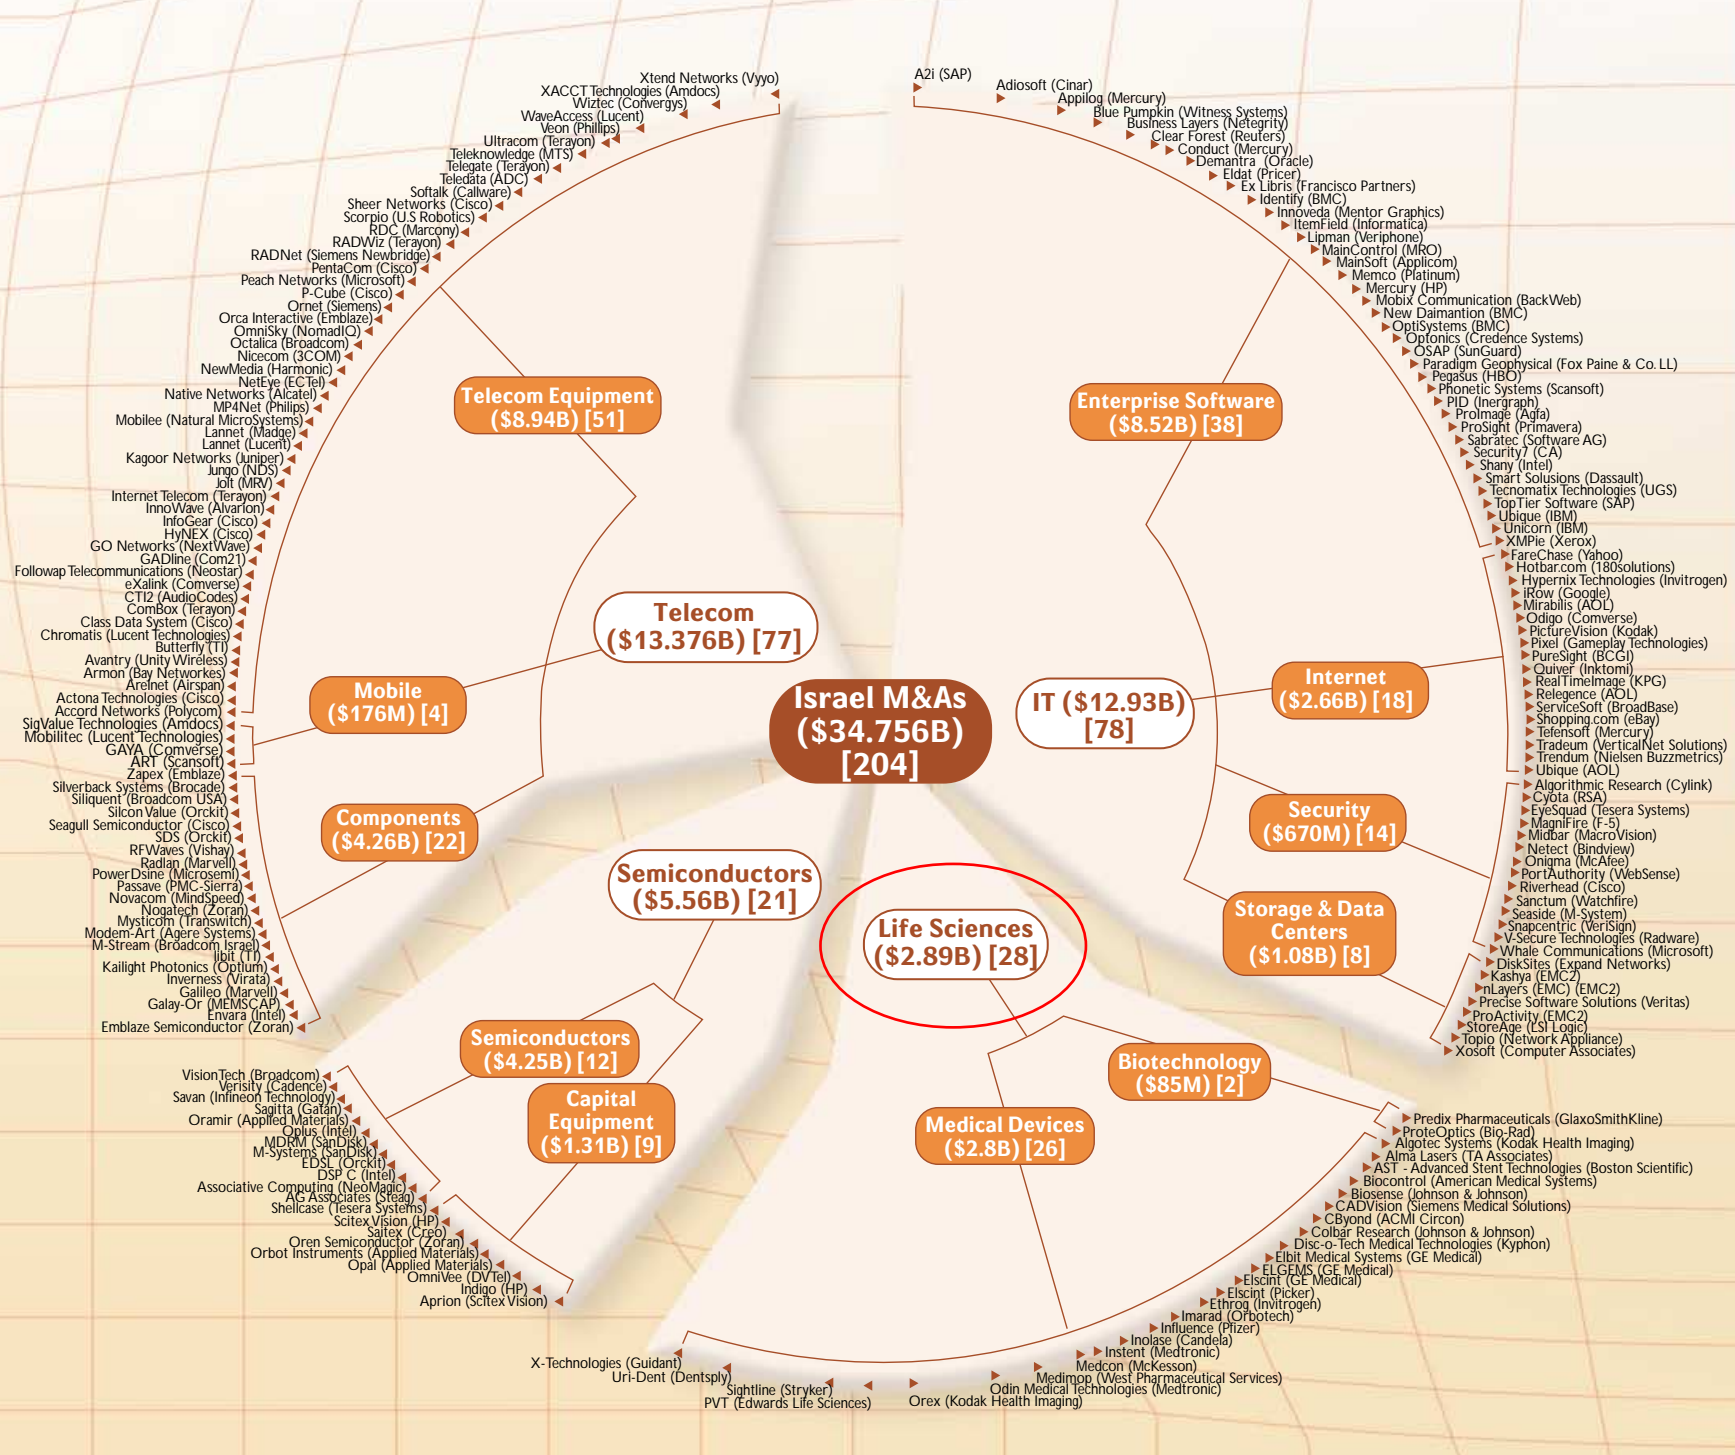 Xtend Networks (Vyyo)
XACCT Technologies (Amdocs)
Wiztec (Convergys)
WaveAccess (Lucent)
Veon (Phillips)
Ultracom (Terayon)
Teleknowledge (MTS)
Telegate (Terayon)
Teledata (ADC)
Softalk (Callware)
Sheer Networks (Cisco)
Scorpio (U.S Robotics)
RDC (Marcony)
RADWiz (Terayon)
RADNet (Siemens Newbridge)
PentaCom (Cisco)
Peach Networks (Microsoft)
P-Cube (Cisco)
Ornet (Siemens)
Orca Interactive (Emblaze)
OmniSky (NomadIQ)
Octalica (Broadcom)
Nicecom (3COM)
NewMedia (Harmonic)
NetEye (ECTel)
Native Networks (Alcatel)
MP4Net (Philips)
Mobilee (Natural MicroSystems)
Lannet (Madge)
Lannet (Lucent)
Kagoor Networks (Juniper)
Jungo (NDS)
Jolt (MRV)
Internet Telecom (Terayon)
InnoWave (Alvarion)
InfoGear (Cisco)
HyNEX (Cisco)
GO Networks (NextWave)
GADline (Com21)
Followap Telecommunications (Neostar)
eXalink (Comverse)
CTI2 (AudioCodes)
ComBox (Terayon)
Class Data System (Cisco)
Chromatis (Lucent Technologies)
Butterfly (TI)
Avantry (Unity Wireless)
Armon (Bay Networkes)
Arelnet (Airspan)
Actona Technologies (Cisco)
Accord Networks (Polycom)
SigValue Technologies (Amdocs)
Mobilitec (Lucent Technologies)
GAYA (Comverse)
ART (Scansoft)
Zapex (Emblaze)
Silverback Systems (Brocade)
Siliquent (Broadcom USA)
Silcon Value (Orckit)
Seagull Semiconductor (Cisco)
SDS (Orckit)
RFWaves (Vishay)
Radlan (Marvell)
PowerDsine (Microsemi)
Passave (PMC-Sierra)
Novacom (MindSpeed)
Nogatech (Zoran)
Mysticom (Transwitch)
Modem-Art (Agere Systems)
M-Stream (Broadcom Israel)
libit (TI)
Kailight Photonics (Optium)
Inverness (Virata)
Galileo (Marvell)
Galay-Or (MEMSCAP)
Envara (Intel)
Emblaze Semiconductor (Zoran)
Telecom Equipment
($8.94B) [51]
Telecom
($13.376B) [77]
Mobile
($176M) [4]
Components
($4.26B) [22]
Israel M&As
($34.756B)
[204]
A2i (SAP)
Adiosoft (Cinar)
Appilog (Mercury)
Blue Pumpkin (Witness Systems)
Business Layers (Netegrity)
Clear Forest (Reuters)
Conduct (Mercury)
Demantra (Oracle)
Eldat (Pricer)
Ex Libris (Francisco Partners)
Identify (BMC)
Innoveda (Mentor Graphics)
ItemField (Informatica)
Lipman (Veriphone)
MainControl (MRO)
MainSoft (Applicom)
Memco (Platinum)
Mercury (HP)
Mobix Communication (BackWeb)
New Daimantion (BMC)
OptiSystems (BMC)
Optonics (Credence Systems)
OSAP (SunGuard)
Paradigm Geophysical (Fox Paine & Co. LL)
Pegasus (HBO)
Phonetic Systems (Scansoft)
PID (Inergraph)
ProImage (Agfa)
ProSight (Primavera)
Sabratec (Software AG)
Security7 (CA)
Shany (Intel)
Smart Solusions (Dassault)
Tecnomatix Technologies (UGS)
TopTier Software (SAP)
Ubique (IBM)
Unicorn (IBM)
XMPie (Xerox)
FareChase (Yahoo)
Hotbar.com (180solutions)
Hypernix Technologies (Invitrogen)
iRow (Google)
Mirabilis (AOL)
Odigo (Comverse)
PictureVision (Kodak)
Pixel (Gameplay Technologies)
PureSight (BCGI)
Quiver (Inktomi)
RealTimeImage (KPG)
Relegence (AOL)
ServiceSoft (BroadBase)
Shopping.com (eBay)
Tefensoft (Mercury)
Tradeum (VerticalNet Solutions)
Trendum (Nielsen Buzzmetrics)
Ubique (AOL)
Algorithmic Research (Cylink)
Cyota (RSA)
EyeSquad (Tesera Systems)
MagniFire (F-5)
Midbar (MacroVision)
Netect (Bindview)
Onigma (McAfee)
PortAuthority (WebSense)
Riverhead (Cisco)
Sanctum (Watchfire)
Seaside (M-System)
Snapcentric (VeriSign)
V-Secure Technologies (Radware)
Whale Communications (Microsoft)
DiskSites (Expand Networks)
Kashya (EMC2)
nLayers (EMC) (EMC2)
Precise Software Solutions (Veritas)
ProActivity (EMC2)
StoreAge (LSI Logic)
Topio (Network Appliance)
Xosoft (Computer Associates)
Enterprise Software
($8.52B) [38]
IT ($12.93B)
[78]
Internet
($2.66B) [18]
Security
($670M) [14]
Storage & Data
Centers
($1.08B) [8]
Semiconductors
($5.56B) [21]
Semiconductors
($4.25B) [12]
Capital
Equipment
($1.31B) [9]
VisionTech (Broadcom)
Verisity (Cadence)
Savan (Infineon Technology)
Sagitta (Gatan)
Oramir (Applied Materials)
Oplus (Intel)
MDRM (SanDisk)
M-Systems (SanDisk)
EDSL (Orckit)
DSP C (Intel)
Associative Computing (NeoMagic)
AG Associates (Steag)
Shellcase (Tesera Systems)
Scitex Vision (HP)
Saitex (Creo)
Oren Semiconductor (Zoran)
Orbot Instruments (Applied Materials)
Opal (Applied Materials)
OmniVee (DVTel)
Indigo (HP)
Aprion (Scitex Vision)
Life Sciences
($2.89B) [28]
Biotechnology
($85M) [2]
Medical Devices
($2.8B) [26]
Predix Pharmaceuticals (GlaxoSmithKline)
ProteOptics (Bio-Rad)
Algotec Systems (Kodak Health Imaging)
Alma Lasers (TA Associates)
AST - Advanced Stent Technologies (Boston Scientific)
Biocontrol (American Medical Systems)
Biosense (Johnson & Johnson)
CADVision (Siemens Medical Solutions)
CByond (ACMI Circon)
Colbar Research (Johnson & Johnson)
Disc-o-Tech Medical Technologies (Kyphon)
Elbit Medical Systems (GE Medical)
ELGEMS (GE Medical)
Elscint (GE Medical)
Elscint (Picker)
Ethrog (Invitrogen)
Imarad (Orbotech)
Influence (Pfizer)
Inolase (Candela)
Instent (Medtronic)
Medcon (McKesson)
Medimop (West Pharmaceutical Services)
Odin Medical Technologies (Medtronic)
Orex (Kodak Health Imaging)
X-Technologies (Guidant)
Uri-Dent (Dentsply)
Sightline (Stryker)
PVT (Edwards Life Sciences)